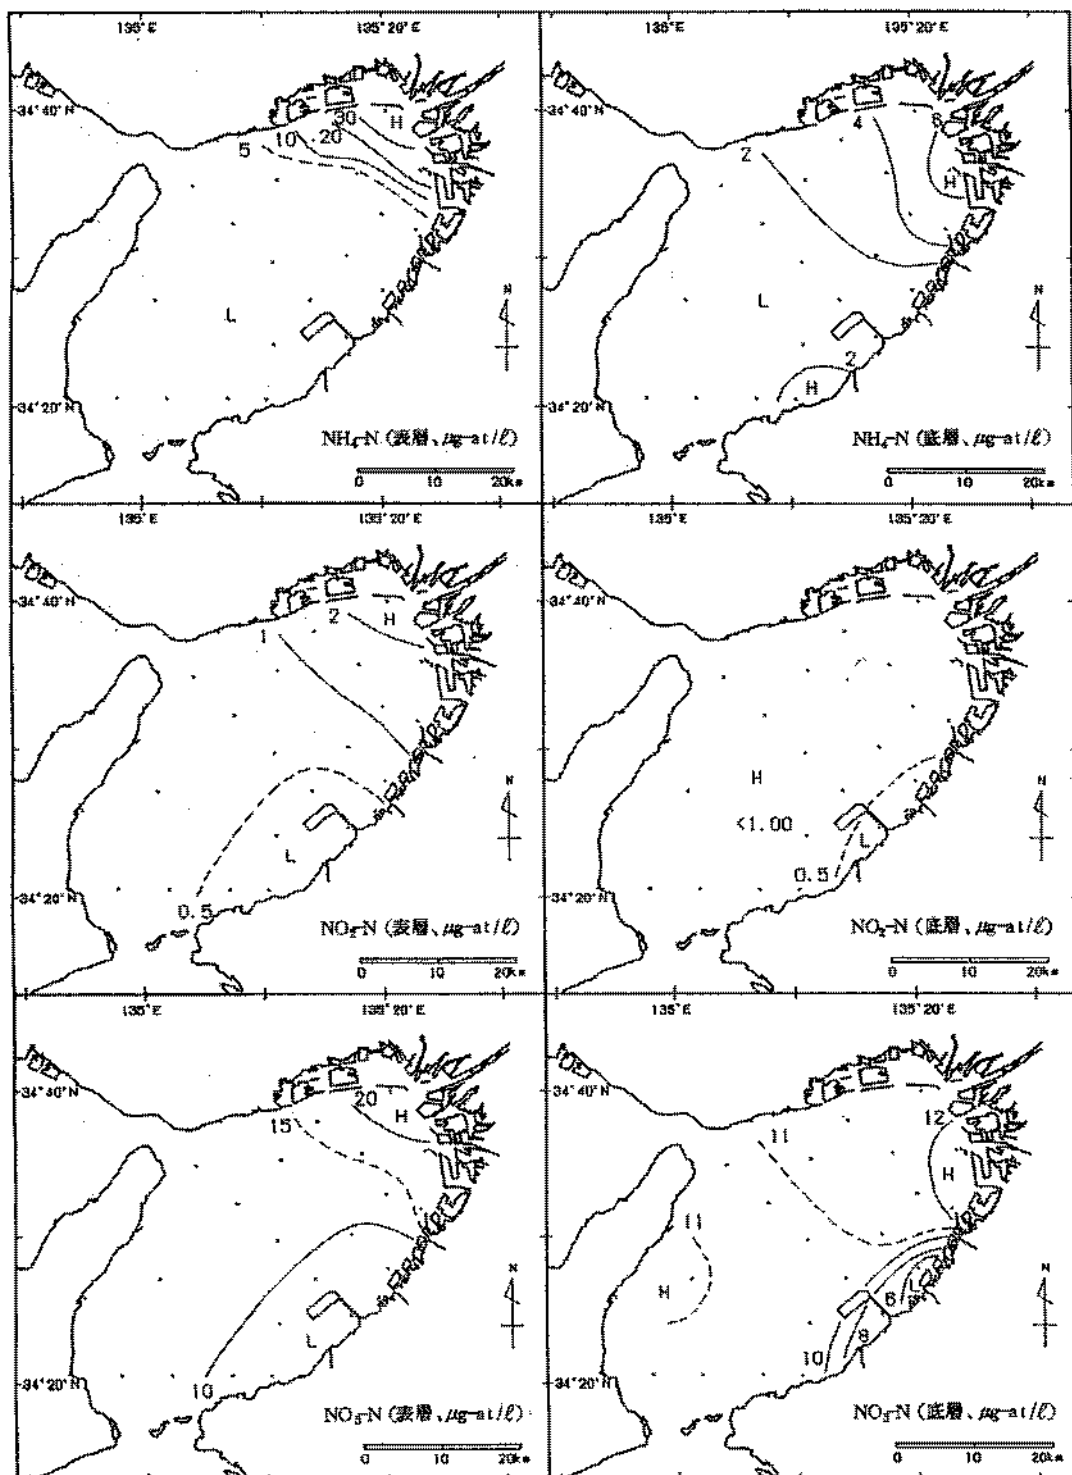 135°E 135°20'E
34°40'N
30 H
10 20
5
L
N
34°20'N
NH₄-N (表層、μg-at/ℓ)
0 10 20km
135°E 135°20'E
34°40'N
4 6
2
H
L
N
2
H
34°20'N
NH₄-N (底層、μg-at/ℓ)
0 10 20km
135°E 135°20'E
34°40'N
2 H
1
N
L
34°20'N
0.5
NO₂-N (表層、μg-at/ℓ)
0 10 20km
135°E 135°20'E
34°40'N
H
N
<1.00
L
0.5
34°20'N
NO₂-N (底層、μg-at/ℓ)
0 10 20km
135°E 135°20'E
34°40'N
20
15 H
N
L
34°20'N
10
NO₃-N (表層、μg-at/ℓ)
0 10 20km
135°E 135°20'E
34°40'N
12
11
H
11
H
N
L
6
8
10
34°20'N
NO₃-N (底層、μg-at/ℓ)
0 10 20km